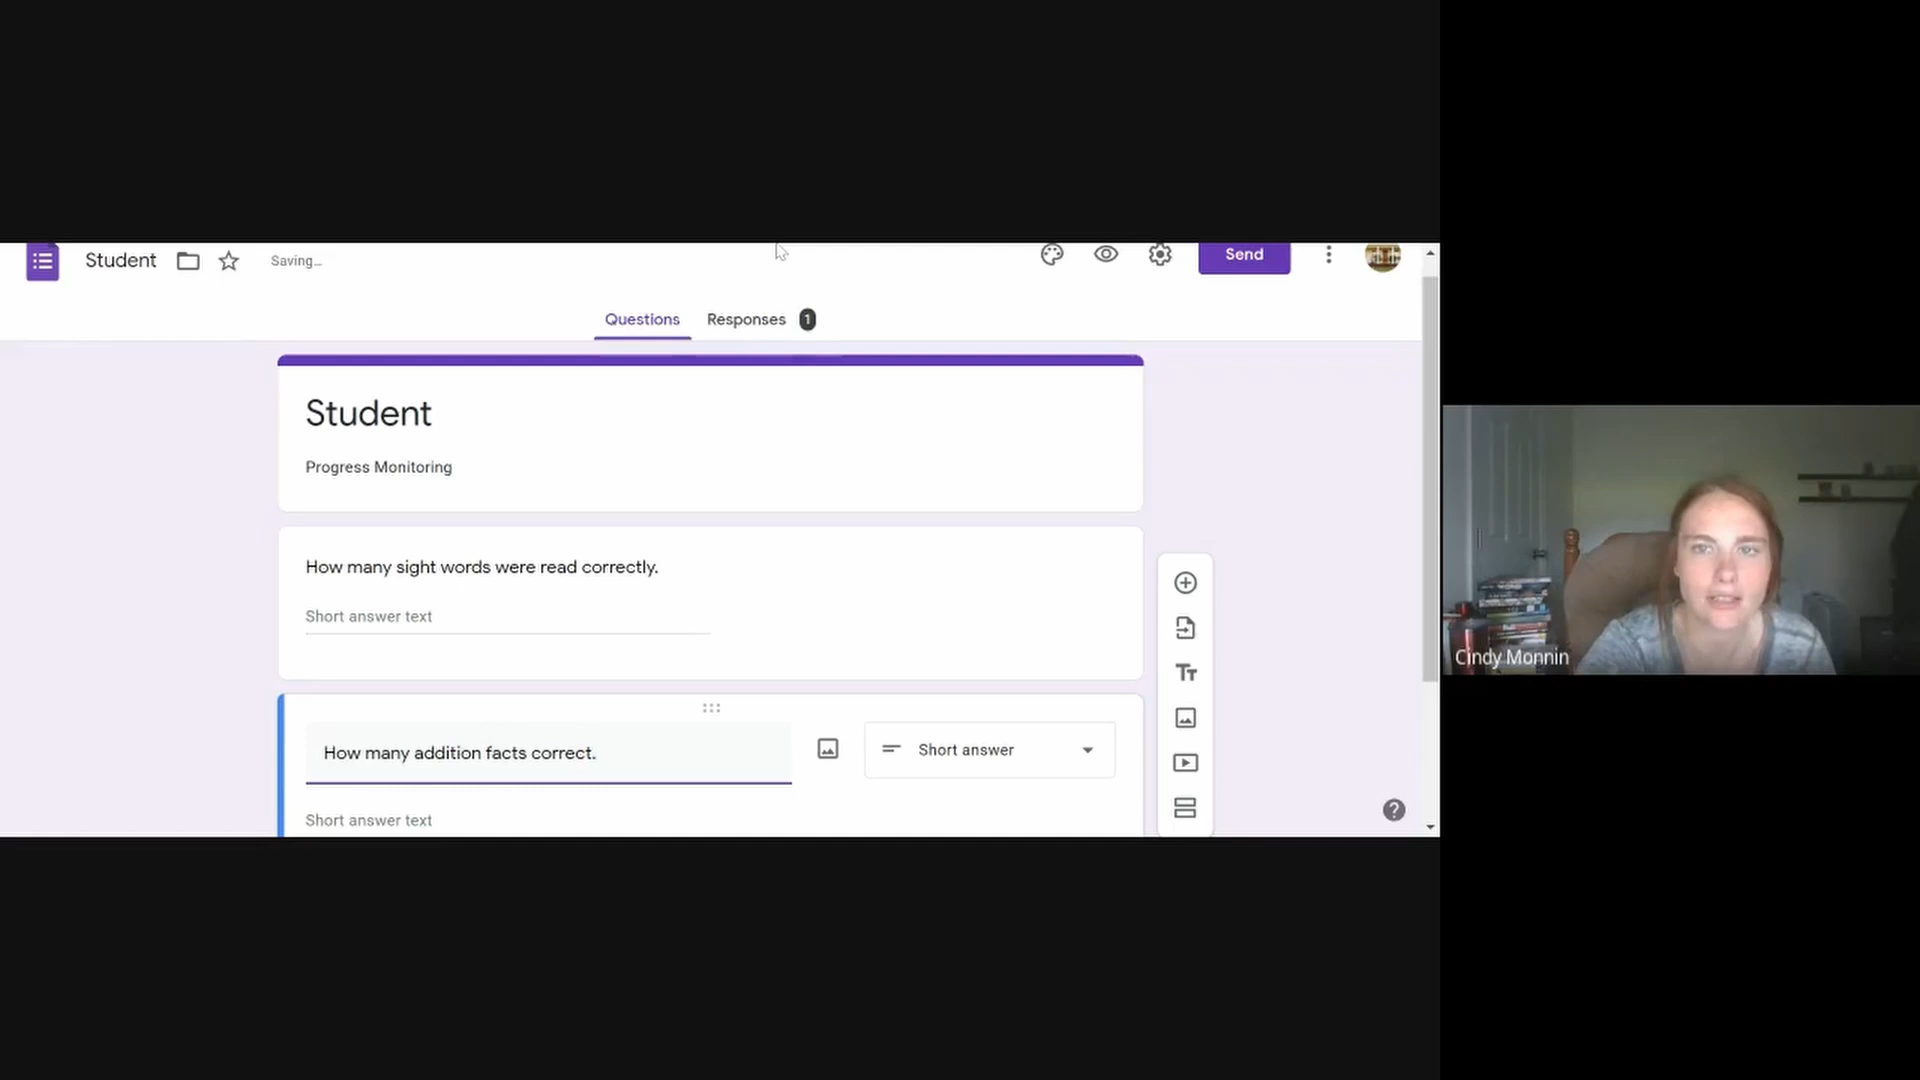 Student
Saving...
Send
Questions
Responses 1
Student
Progress Monitoring
How many sight words were read correctly.
Short answer text
How many addition facts correct.
Short answer
Short answer text
Cindy Monnin